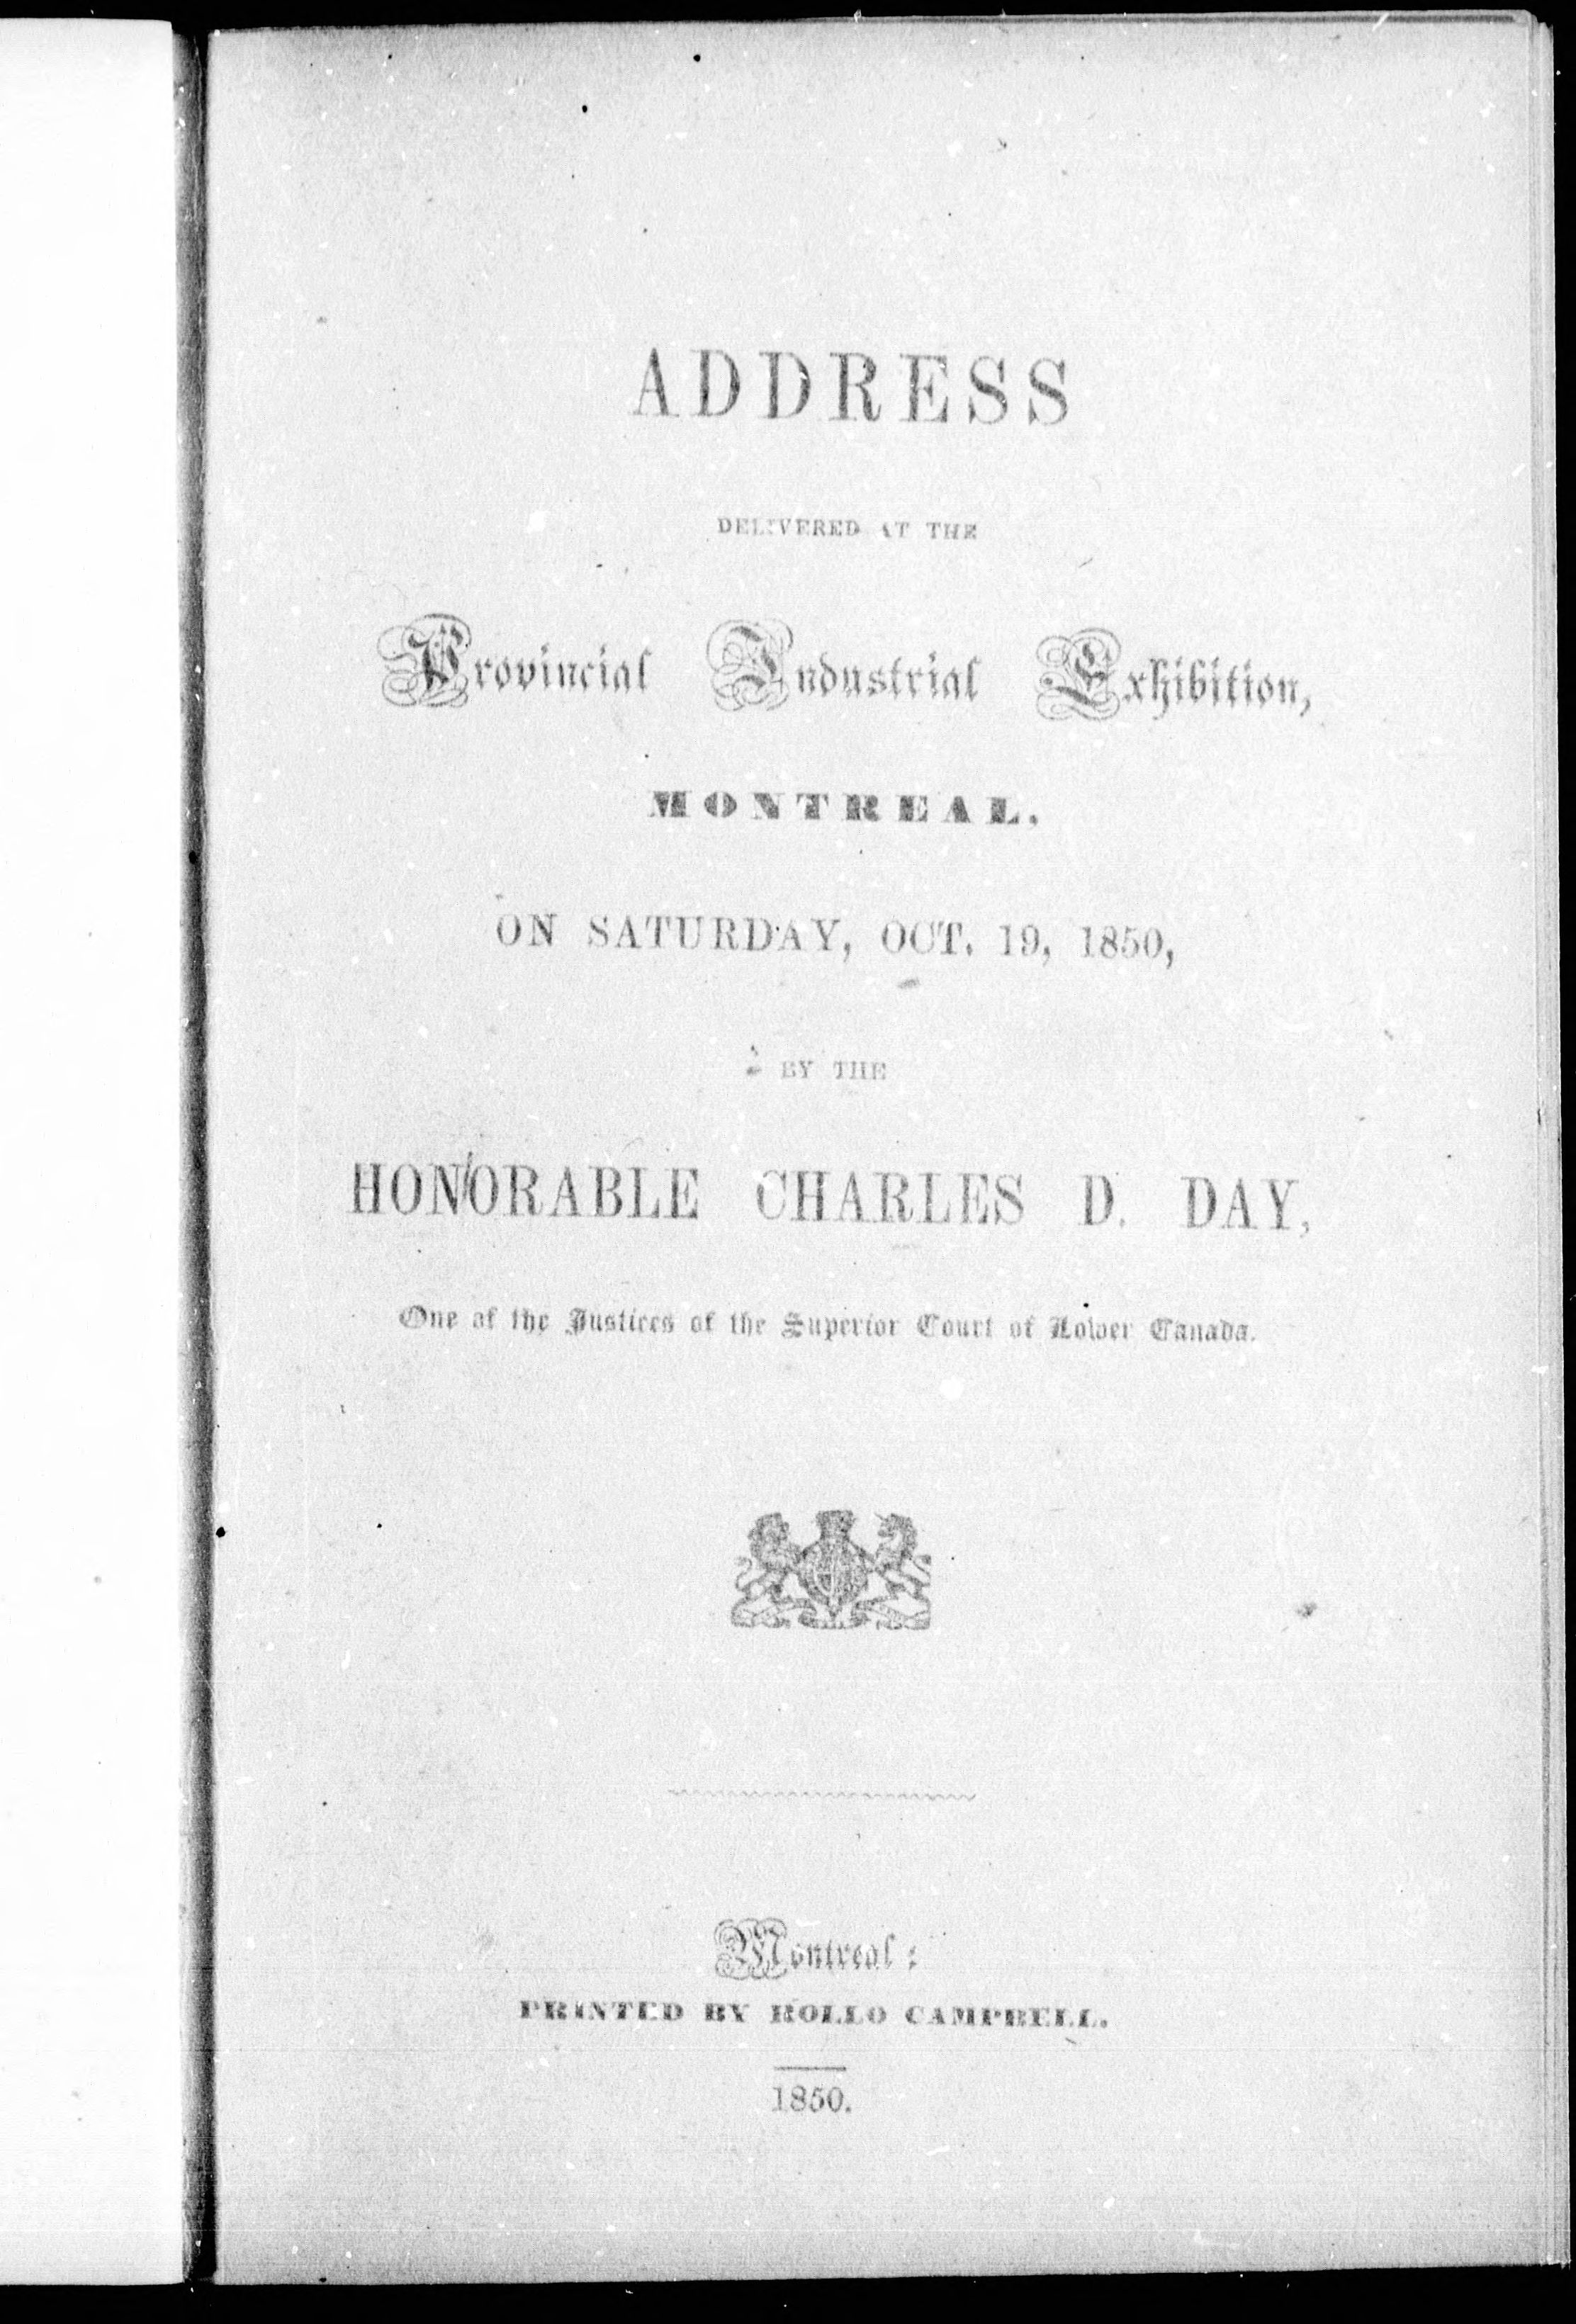 ADDRESS
DELIVERED AT THE
Provincial Industrial Exhibition,
MONTREAL.
ON SATURDAY, OCT. 19, 1850,
BY THE
HONORABLE CHARLES D. DAY,
One of the Justices of the Superior Court of Lower Canada.
Montreal:
PRINTED BY ROLLO CAMPBELL.
1850.